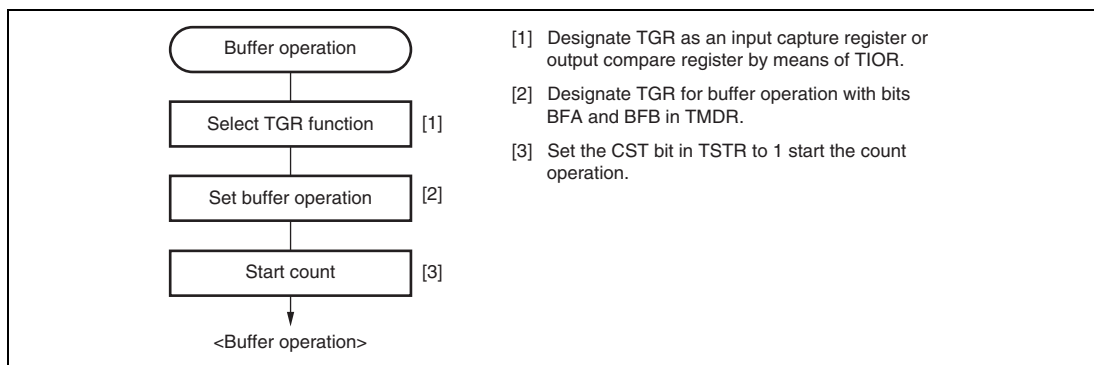 Buffer operation
Select TGR function [1]
Set buffer operation [2]
Start count [3]
<Buffer operation>
[1] Designate TGR as an input capture register or
output compare register by means of TIOR.
[2] Designate TGR for buffer operation with bits
BFA and BFB in TMDR.
[3] Set the CST bit in TSTR to 1 start the count
operation.